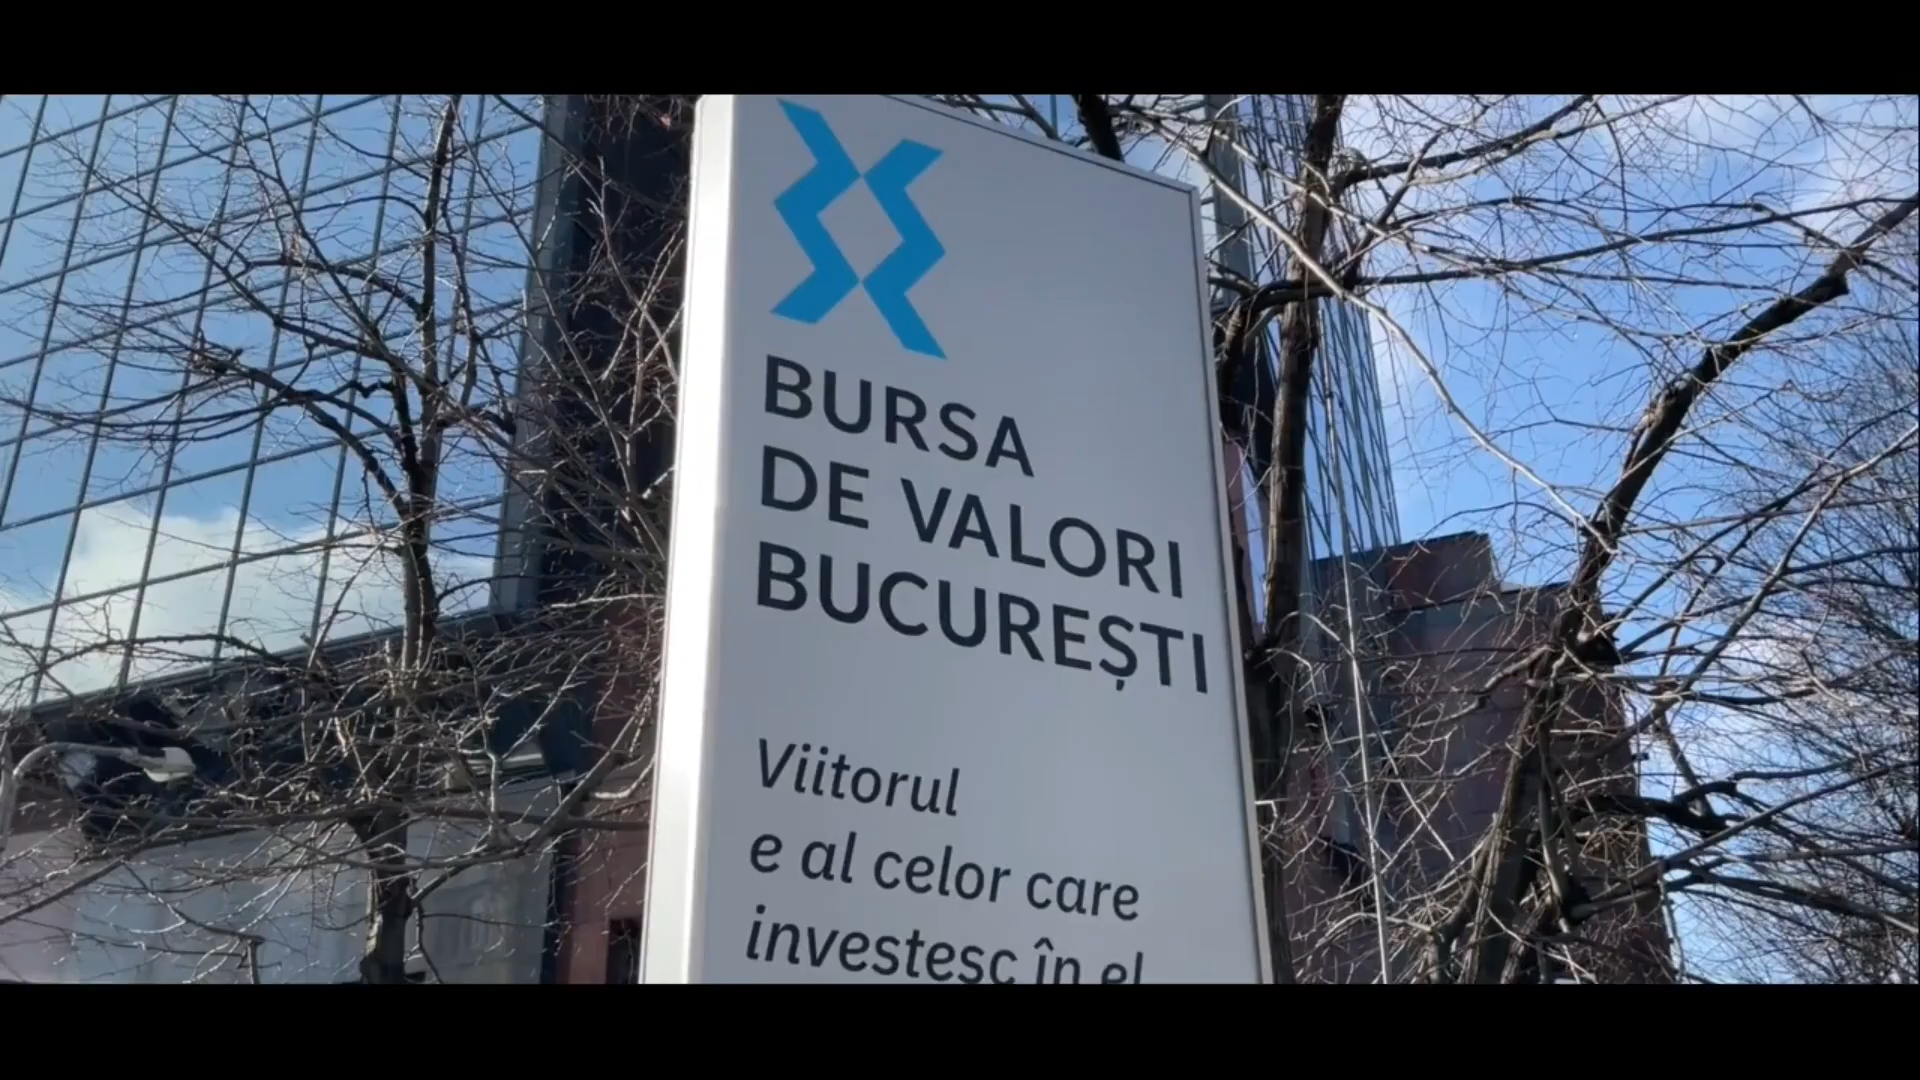 BURSA
DE VALORI
BUCUREȘTI
Viitorul
e al celor care
investesc în el